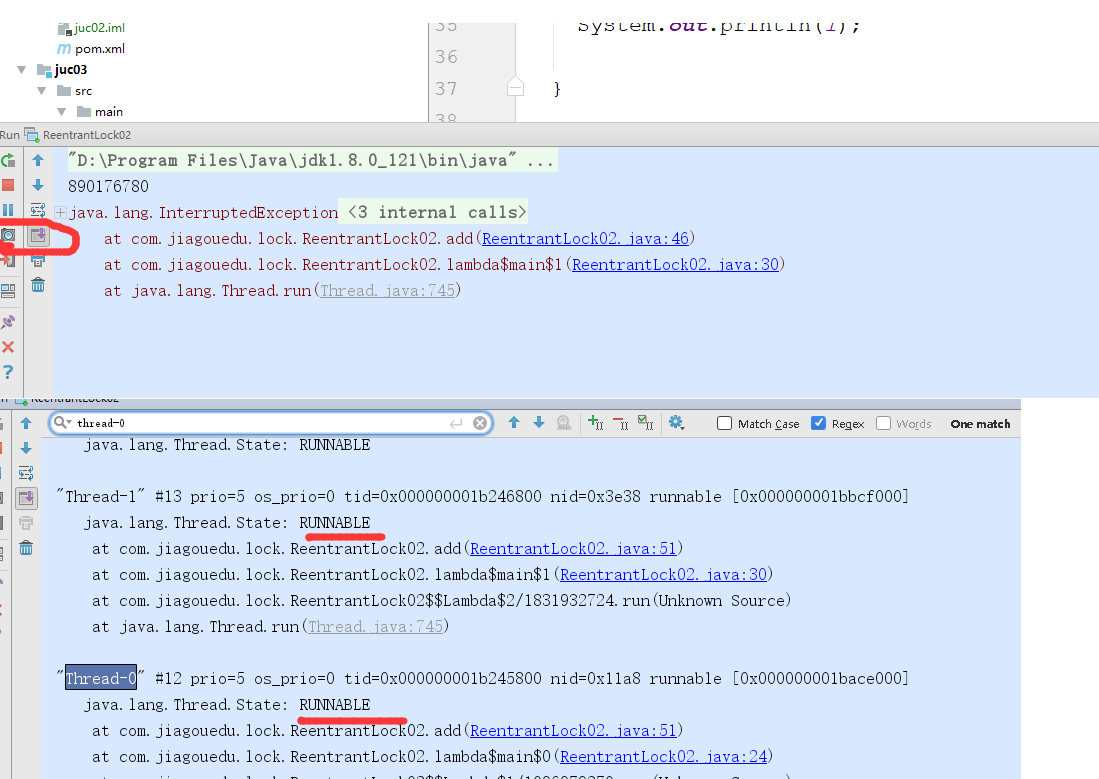 juc02.iml
pom.xml
juc03
src
main
35 System.out.println(1);
36
37 }
38
Run ReentrantLock02
"D:\Program Files\Java\jdk1.8.0_121\bin\java" ...
890176780
java.lang.InterruptedException <3 internal calls>
at com.jiagouedu.lock.ReentrantLock02.add(ReentrantLock02.java:46)
at com.jiagouedu.lock.ReentrantLock02.lambda$main$1(ReentrantLock02.java:30)
at java.lang.Thread.run(Thread.java:745)
ReentrantLock02
thread-0 Match Case Regex Words One match
java.lang.Thread.State: RUNNABLE
"Thread-1" #13 prio=5 os_prio=0 tid=0x000000001b246800 nid=0x3e38 runnable [0x000000001bbcf000]
java.lang.Thread.State: RUNNABLE
at com.jiagouedu.lock.ReentrantLock02.add(ReentrantLock02.java:51)
at com.jiagouedu.lock.ReentrantLock02.lambda$main$1(ReentrantLock02.java:30)
at com.jiagouedu.lock.ReentrantLock02$$Lambda$2/1831932724.run(Unknown Source)
at java.lang.Thread.run(Thread.java:745)
"Thread-0" #12 prio=5 os_prio=0 tid=0x000000001b245800 nid=0x11a8 runnable [0x000000001bace000]
java.lang.Thread.State: RUNNABLE
at com.jiagouedu.lock.ReentrantLock02.add(ReentrantLock02.java:51)
at com.jiagouedu.lock.ReentrantLock02.lambda$main$0(ReentrantLock02.java:24)